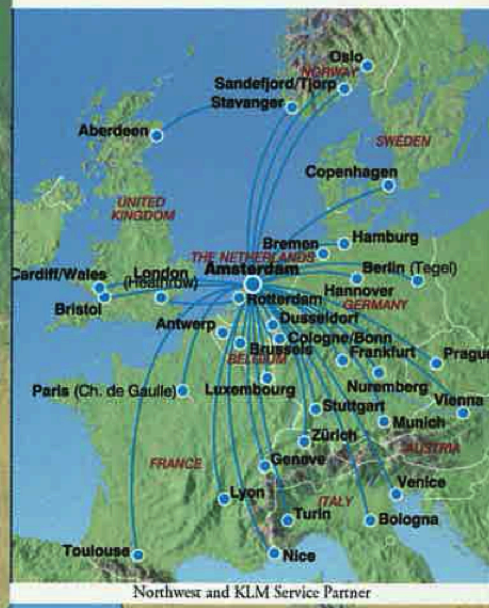 Oslo
NORWAY
Sandefjord/Tjorp
Stavanger
Aberdeen
SWEDEN
Copenhagen
UNITED
KINGDOM
Bremen
Hamburg
THE NETHERLANDS
Amsterdam
Cardiff/Wales
London
(Heathrow)
Berlin (Tegel)
Hannover
Bristol
Rotterdam
GERMANY
Dusseldorf
Antwerp
Cologne/Bonn
Brussels
BELGIUM
Frankfurt
Pragu
Paris (Ch. de Gaulle)
Luxembourg
Nuremberg
Stuttgart
Vienna
Munich
Zürich
AUSTRIA
FRANCE
Geneve
Venice
Lyon
ITALY
Turin
Bologna
Toulouse
Nice
Northwest and KLM Service Partner